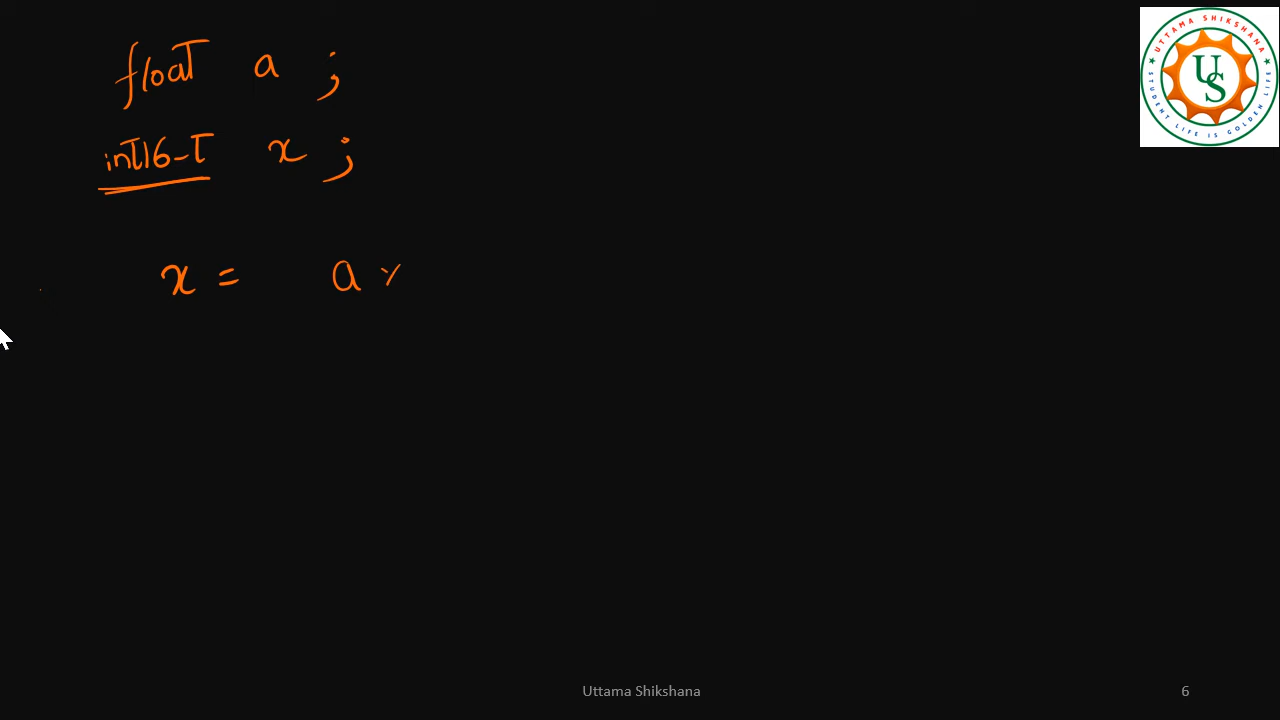 float a ;
int16_t x ;
x = a ×
UTTAMA SHIKSHANA
US
STUDENT LIFE IS GOLDEN LIFE
Uttama Shikshana
6